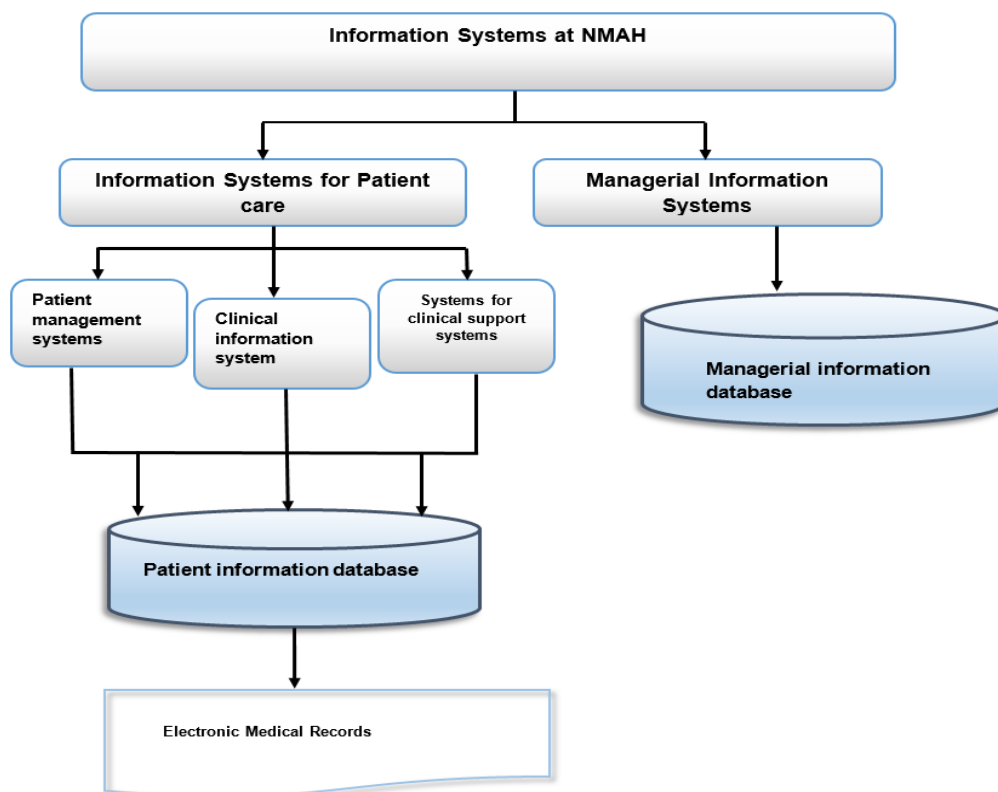 Information Systems at NMAH
Information Systems for Patient
care
Managerial Information
Systems
Patient
management
systems
Clinical
information
system
Systems for
clinical support
systems
Managerial information
database
Patient information database
Electronic Medical Records